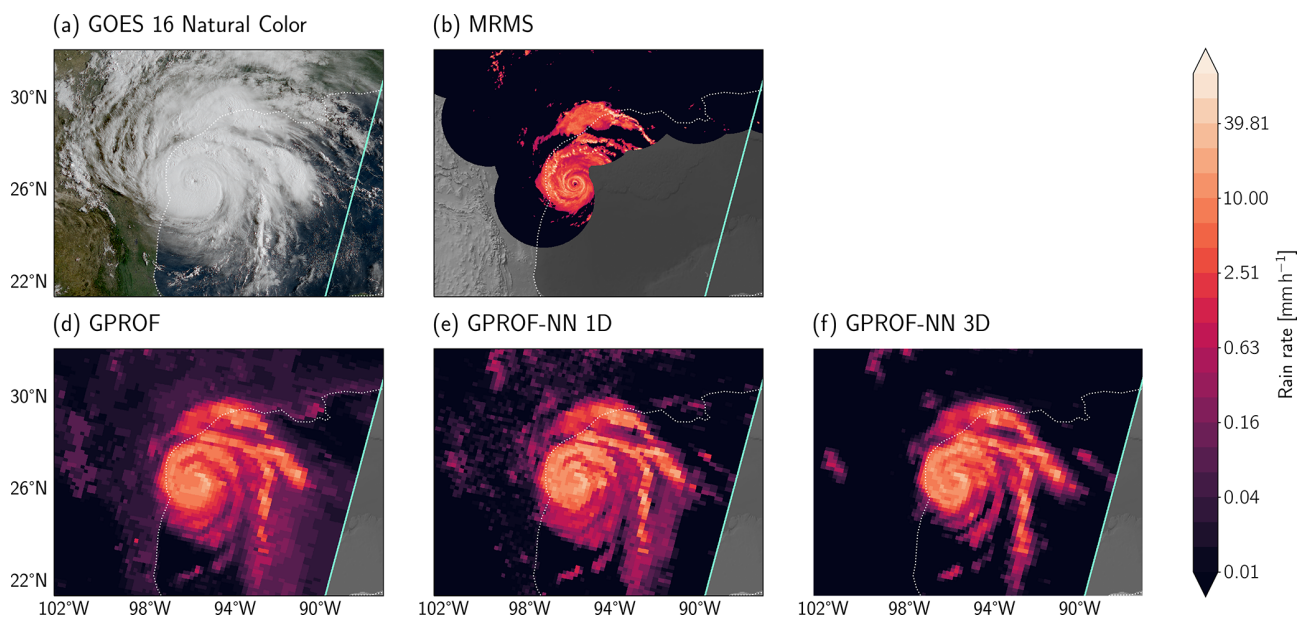 (a) GOES 16 Natural Color
(b) MRMS
30°N
26°N
22°N
(d) GPROF
(e) GPROF-NN 1D
(f) GPROF-NN 3D
30°N
26°N
22°N
102°W 98°W 94°W 90°W
102°W 98°W 94°W 90°W
102°W 98°W 94°W 90°W
39.81
10.00
2.51
0.63
0.16
0.04
0.01
Rain rate [mm h⁻¹]